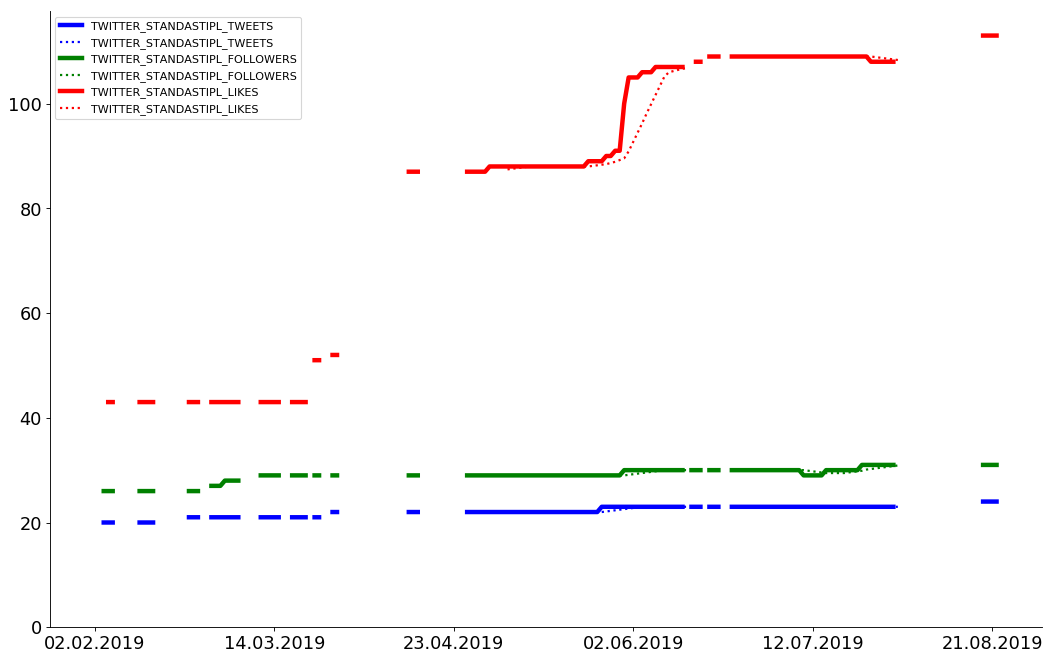 TWITTER_STANDASTIPL_TWEETS
TWITTER_STANDASTIPL_TWEETS
TWITTER_STANDASTIPL_FOLLOWERS
TWITTER_STANDASTIPL_FOLLOWERS
TWITTER_STANDASTIPL_LIKES
TWITTER_STANDASTIPL_LIKES
100
80
60
40
20
0
02.02.2019 14.03.2019 23.04.2019 02.06.2019 12.07.2019 21.08.2019